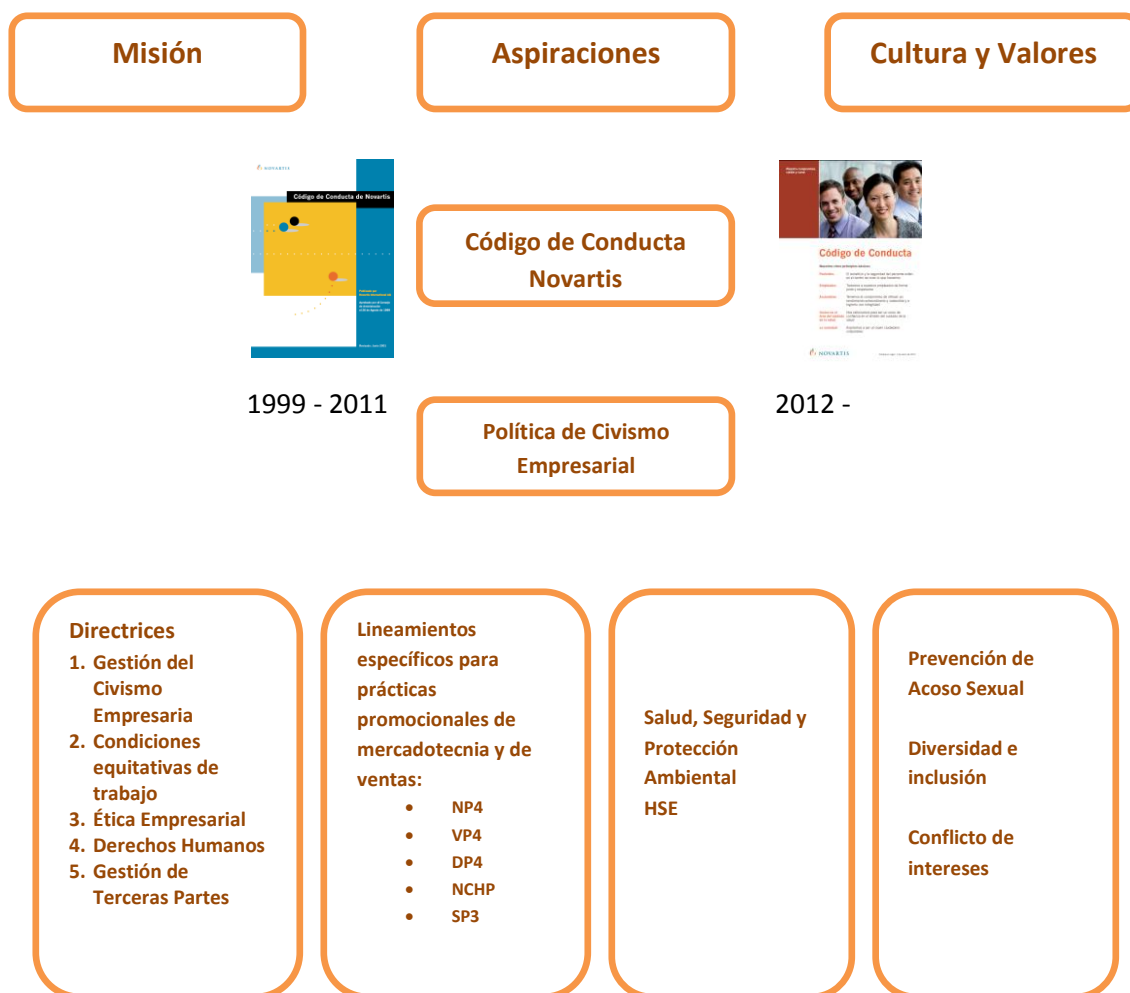 Misión
Aspiraciones
Cultura y Valores
NOVARTIS
Código de Conducta de Novartis
Código de Conducta
Novartis
Código de Conducta
NOVARTIS
1999 - 2011
2012 -
Política de Civismo
Empresarial
Directrices
1. Gestión del
Civismo
Empresaria
2. Condiciones
equitativas de
trabajo
3. Ética Empresarial
4. Derechos Humanos
5. Gestión de
Terceras Partes
Lineamientos
específicos para
prácticas
promocionales de
mercadotecnia y de
ventas:
• NP4
• VP4
• DP4
• NCHP
• SP3
Salud, Seguridad y
Protección
Ambiental
HSE
Prevención de
Acoso Sexual
Diversidad e
inclusión
Conflicto de
intereses